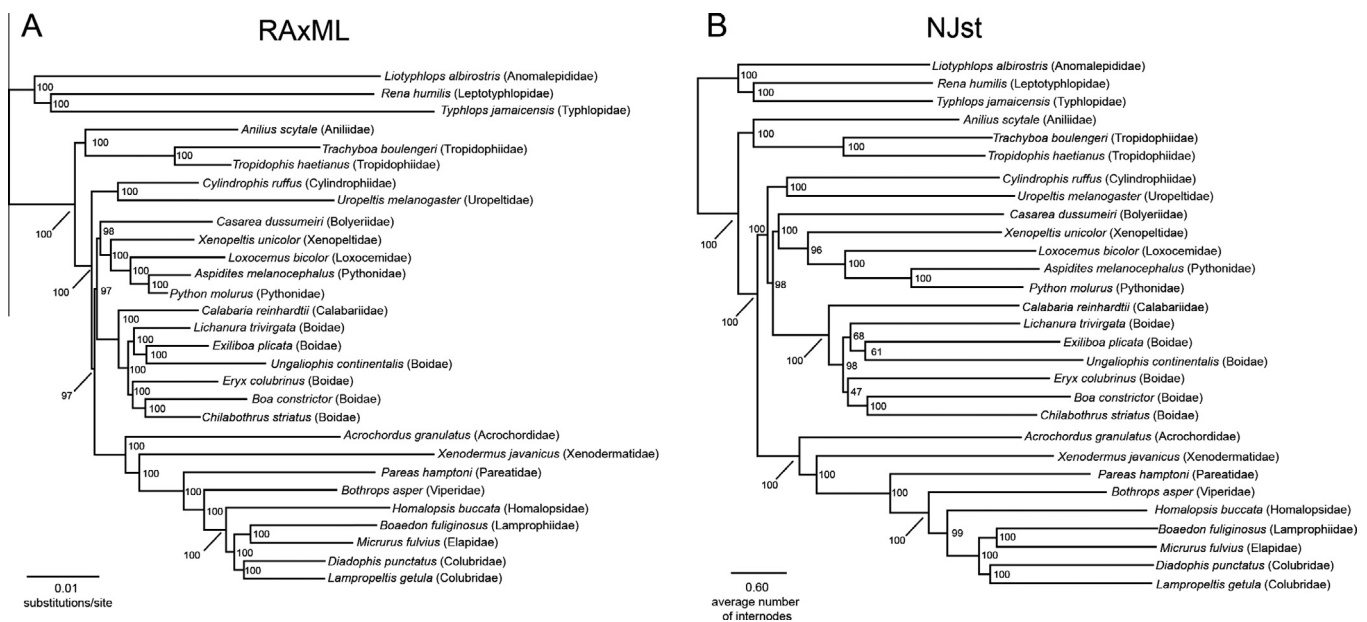 A
RAxML
100
Liotyphlops albirostris (Anomalepididae)
100
Rena humilis (Leptotyphlopidae)
Typhlops jamaicensis (Typhlopidae)
Anilius scytale (Aniliidae)
100
Trachyboa boulengeri (Tropidophiidae)
100
Tropidophis haetianus (Tropidophiidae)
Cylindrophis ruffus (Cylindrophiidae)
100
Uropeltis melanogaster (Uropeltidae)
Casarea dussumeiri (Bolyeriidae)
98
100
Xenopeltis unicolor (Xenopeltidae)
100
Loxocemus bicolor (Loxocemidae)
100
Aspidites melanocephalus (Pythonidae)
100
100
97
Python molurus (Pythonidae)
Calabaria reinhardtii (Calabariidae)
100
Lichanura trivirgata (Boidae)
100
Exiliboa plicata (Boidae)
100
100
Ungaliophis continentalis (Boidae)
Eryx colubrinus (Boidae)
100
97
Boa constrictor (Boidae)
100
Chilabothrus striatus (Boidae)
Acrochordus granulatus (Acrochordidae)
100
Xenodermus javanicus (Xenodermatidae)
100
Pareas hamptoni (Pareatidae)
100
Bothrops asper (Viperidae)
100
Homalopsis buccata (Homalopsidae)
Boaedon fuliginosus (Lamprophiidae)
100
Micrurus fulvius (Elapidae)
100
100
Diadophis punctatus (Colubridae)
100
Lampropeltis getula (Colubridae)
0.01
substitutions/site
B
NJst
Liotyphlops albirostris (Anomalepididae)
100
Rena humilis (Leptotyphlopidae)
100
Typhlops jamaicensis (Typhlopidae)
Anilius scytale (Aniliidae)
100
Trachyboa boulengeri (Tropidophiidae)
100
Tropidophis haetianus (Tropidophiidae)
Cylindrophis ruffus (Cylindrophiidae)
100
Uropeltis melanogaster (Uropeltidae)
Casarea dussumeiri (Bolyeriidae)
100
100
100
Xenopeltis unicolor (Xenopeltidae)
96
Loxocemus bicolor (Loxocemidae)
100
Aspidites melanocephalus (Pythonidae)
100
98
Python molurus (Pythonidae)
Calabaria reinhardtii (Calabariidae)
100
Lichanura trivirgata (Boidae)
68
Exiliboa plicata (Boidae)
61
100
98
Ungaliophis continentalis (Boidae)
Eryx colubrinus (Boidae)
47
Boa constrictor (Boidae)
100
Chilabothrus striatus (Boidae)
Acrochordus granulatus (Acrochordidae)
100
Xenodermus javanicus (Xenodermatidae)
100
100
Pareas hamptoni (Pareatidae)
100
Bothrops asper (Viperidae)
Homalopsis buccata (Homalopsidae)
100
99
Boaedon fuliginosus (Lamprophiidae)
100
Micrurus fulvius (Elapidae)
100
Diadophis punctatus (Colubridae)
100
Lampropeltis getula (Colubridae)
0.60
average number
of internodes